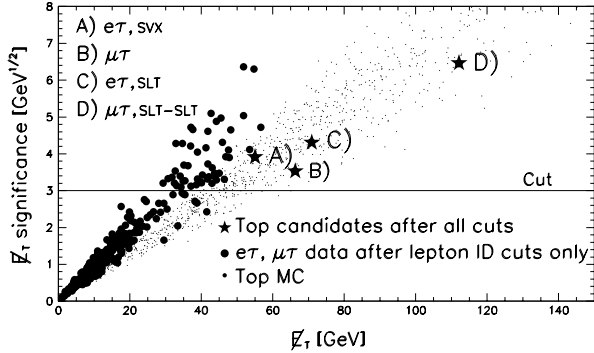 A) eτ,SVX
B) μτ
C) eτ,SLT
D) μτ,SLT−SLT
8
7
6
5
4
3
2
1
0
E̸T significance [GeV1/2]
D)
C)
A)
B)
Cut
★ Top candidates after all cuts
● eτ, μτ data after lepton ID cuts only
· Top MC
0 20 40 60 80 100 120 140
E̸T [GeV]